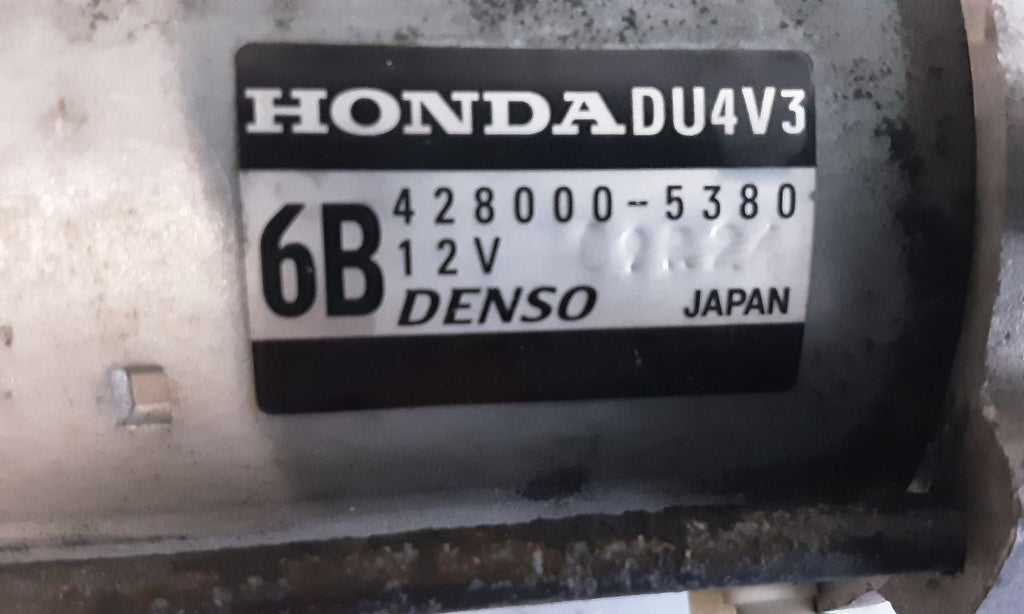 HONDA DU4V3
6B
428000-5380
12V
DENSO JAPAN